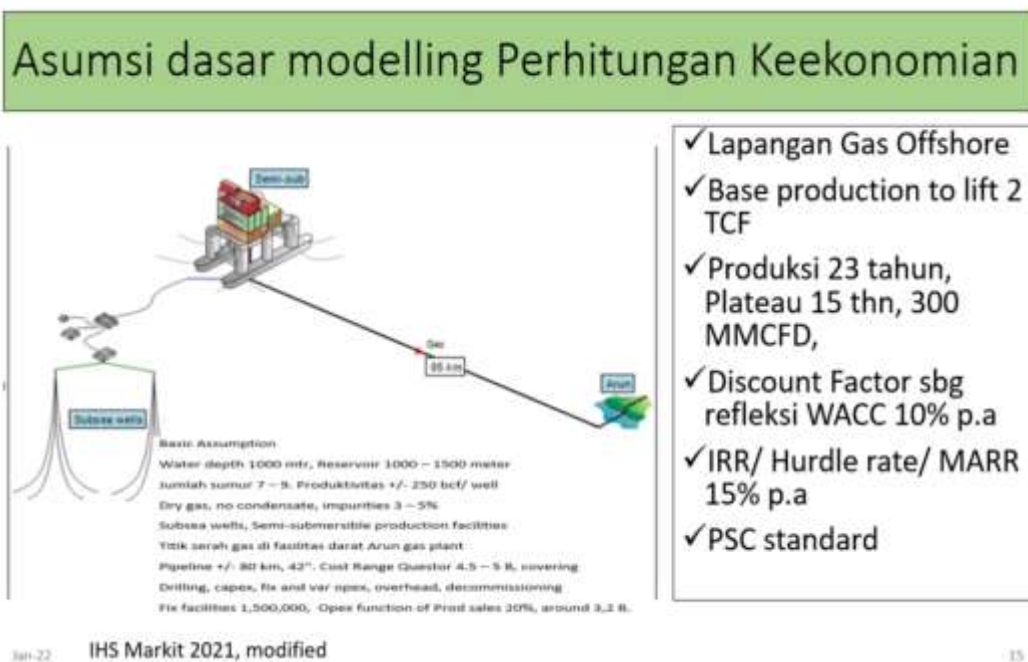 Asumsi dasar modelling Perhitungan Keekonomian
Semi-sub
Gas
85 km
Arun
Subsea wells
Basic Assumption
Water depth 1000 mtr, Reservoir 1000 – 1500 meter
Jumlah sumur 7 – 9. Produktivitas +/- 250 bcf/ well
Dry gas, no condensate, impurities 3 – 5%
Subsea wells, Semi-submersible production facilities
Titik serah gas di fasilitas darat Arun gas plant
Pipeline +/- 80 km, 42". Cost Range Questor 4.5 – 5 B, covering
Drilling, capex, fix and var opex, overhead, decommissioning
Fix facilities 1,500,000, Opex function of Prod sales 20%, around 3,2 B.
✓Lapangan Gas Offshore
✓Base production to lift 2
TCF
✓Produksi 23 tahun,
Plateau 15 thn, 300
MMCFD,
✓Discount Factor sbg
refleksi WACC 10% p.a
✓IRR/ Hurdle rate/ MARR
15% p.a
✓PSC standard
Jan-22
IHS Markit 2021, modified
15